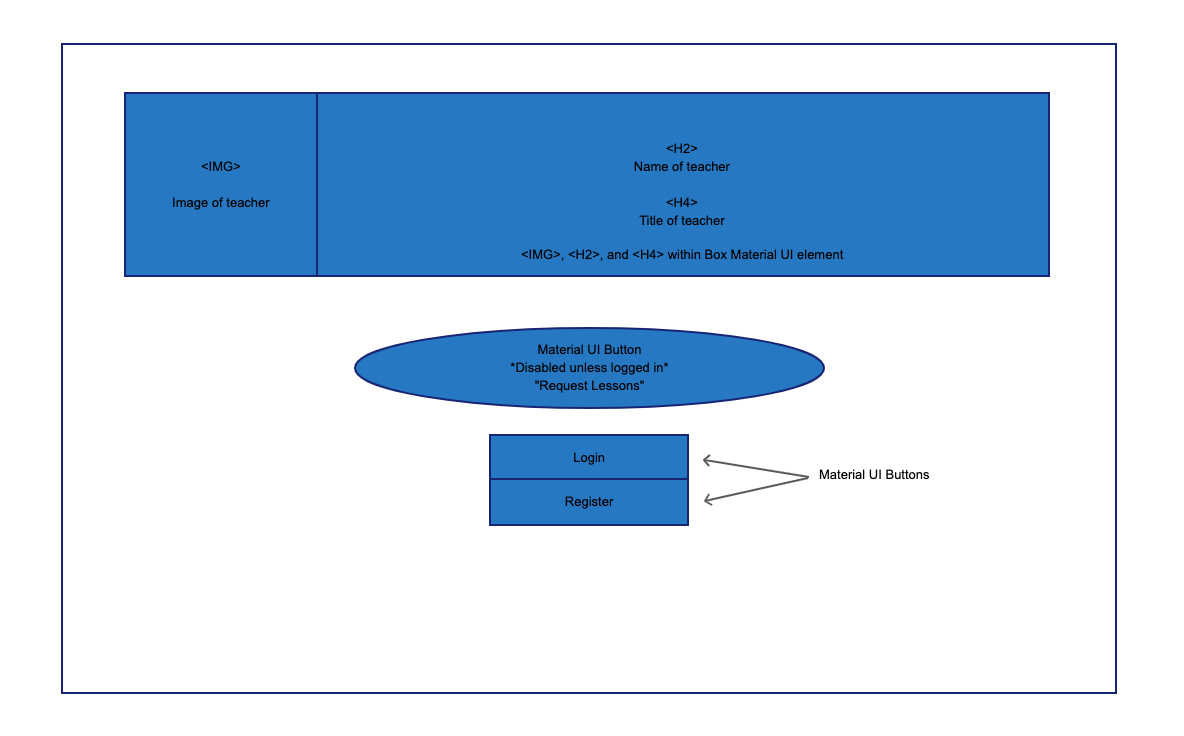 <IMG>
Image of teacher
<H2>
Name of teacher
<H4>
Title of teacher
<IMG>, <H2>, and <H4> within Box Material UI element
Material UI Button
*Disabled unless logged in*
"Request Lessons"
Login
Register
Material UI Buttons